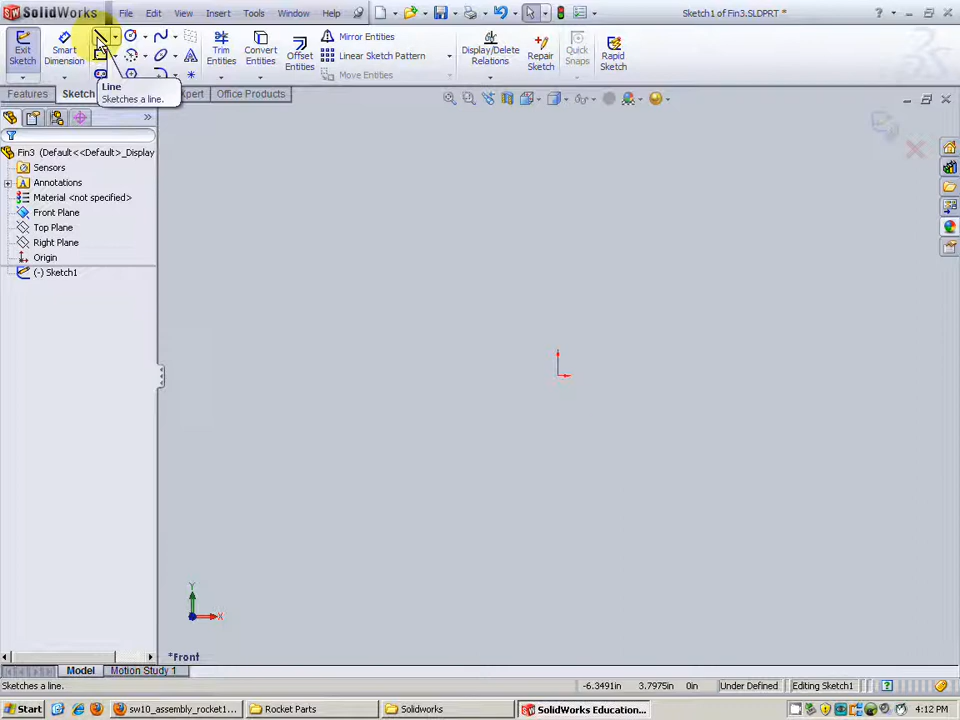 SW SolidWorks File Edit View Insert Tools Window Help Sketch1 of Fin3.SLDPRT *
Exit Sketch
Smart Dimension
Trim Entities
Convert Entities
Offset Entities
Mirror Entities
Linear Sketch Pattern
Move Entities
Display/Delete Relations
Repair Sketch
Quick Snaps
Rapid Sketch
Line
Sketches a line.
Features Sketch Office Products
Fin3 (Default<<Default>_Display
Sensors
Annotations
Material <not specified>
Front Plane
Top Plane
Right Plane
Origin
(-) Sketch1
Y
X
*Front
Model Motion Study 1
Sketches a line. -6.3491in 3.7975in 0in Under Defined Editing Sketch1
Start sw10_assembly_rocket1... Rocket Parts Solidworks SolidWorks Education... 4:12 PM